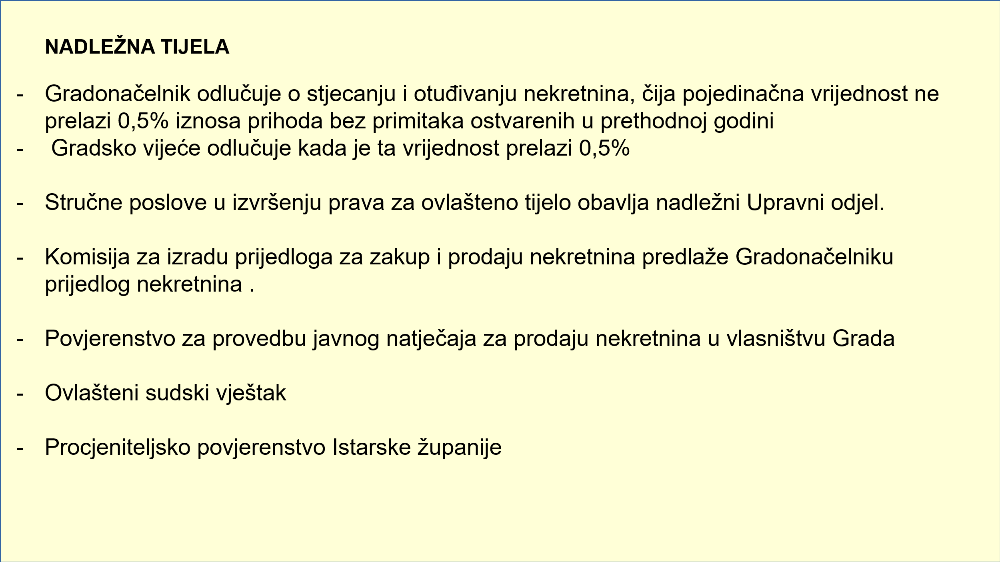 NADLEŽNA TIJELA
- Gradonačelnik odlučuje o stjecanju i otuđivanju nekretnina, čija pojedinačna vrijednost ne
prelazi 0,5% iznosa prihoda bez primitaka ostvarenih u prethodnoj godini
- Gradsko vijeće odlučuje kada je ta vrijednost prelazi 0,5%
- Stručne poslove u izvršenju prava za ovlašteno tijelo obavlja nadležni Upravni odjel.
- Komisija za izradu prijedloga za zakup i prodaju nekretnina predlaže Gradonačelniku
prijedlog nekretnina .
- Povjerenstvo za provedbu javnog natječaja za prodaju nekretnina u vlasništvu Grada
- Ovlašteni sudski vještak
- Procjeniteljsko povjerenstvo Istarske županije